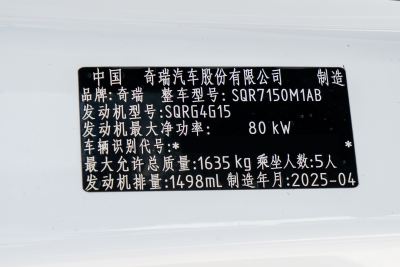 中国 奇瑞汽车股份有限公司 制造
品牌:奇瑞 整车型号:SQR7150M1AB
发动机型号:SQRG4G15
发动机最大净功率: 80 kW
车辆识别代号:* *
最大允许总质量:1635 kg 乘坐人数:5人
发动机排量:1498mL 制造年月:2025-04